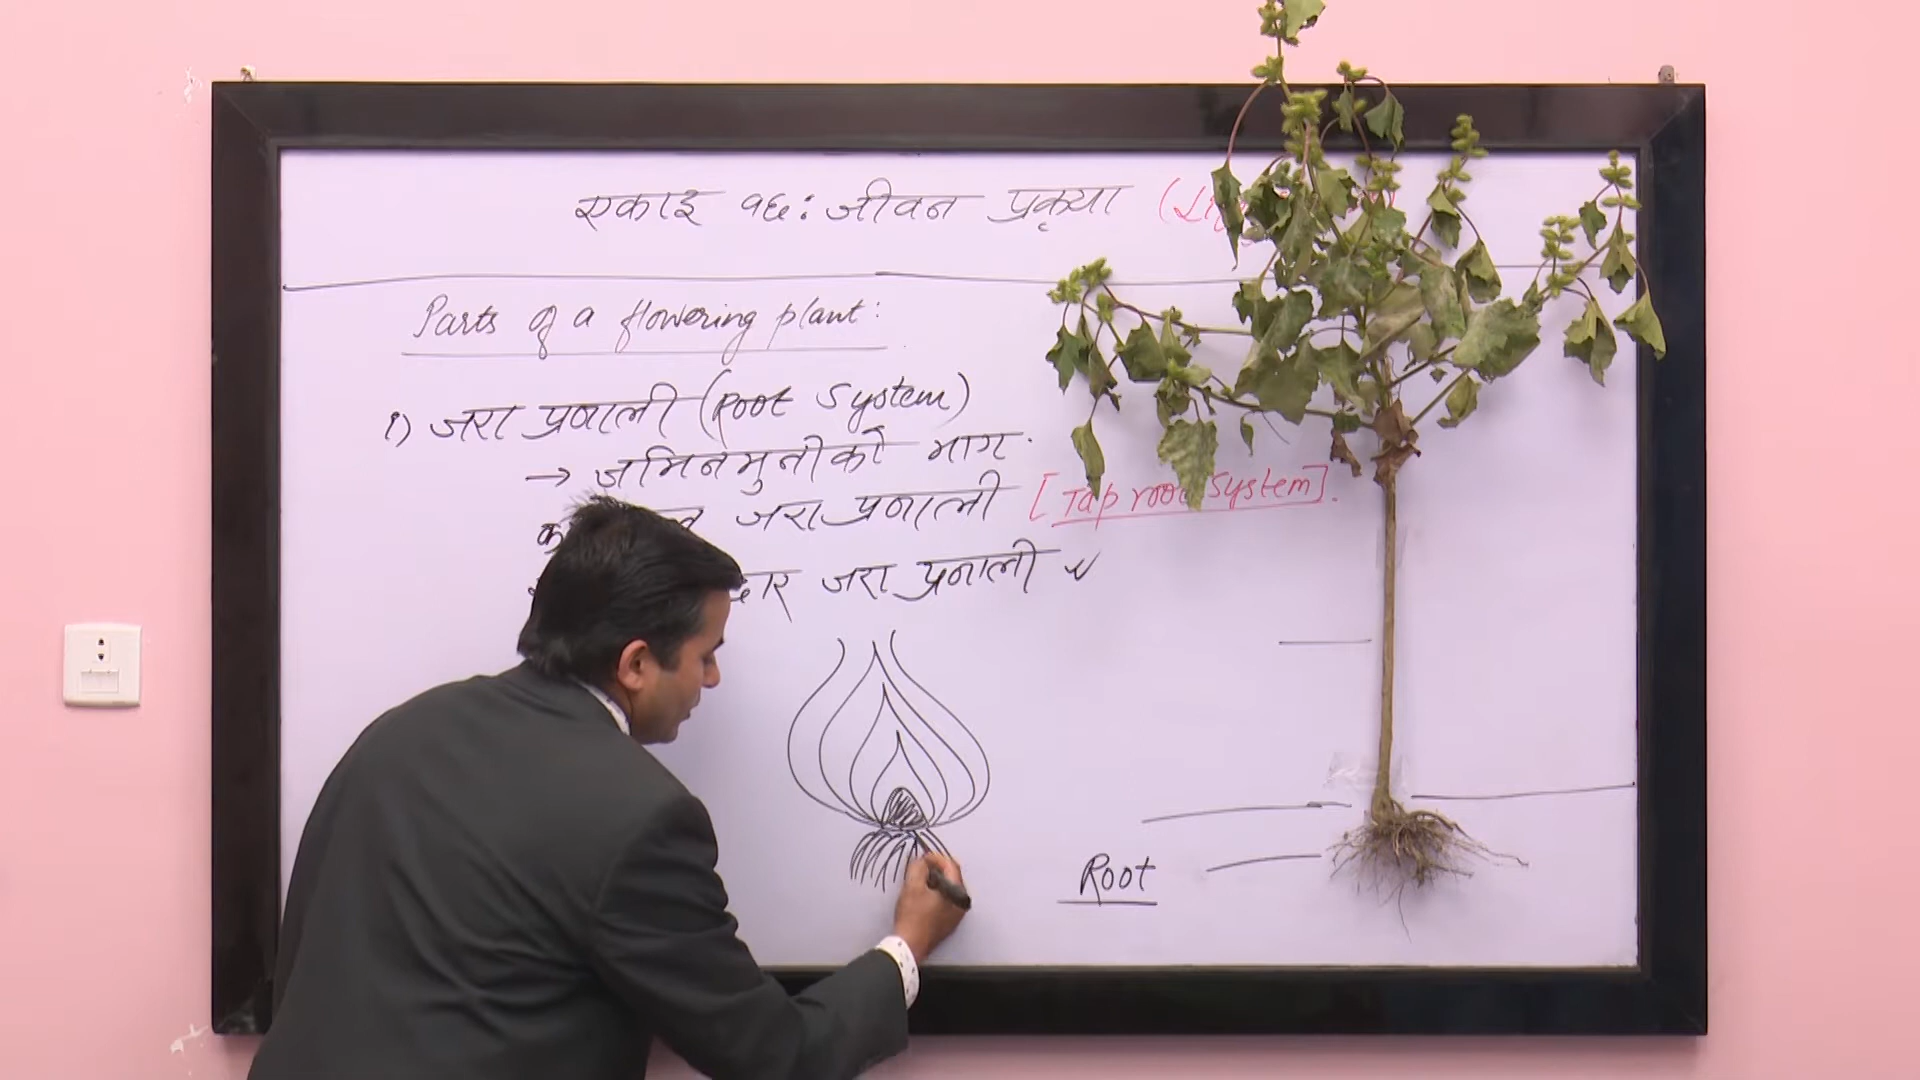 एकाइ १६: जीवन प्रकृया
Parts of a flowering plant:
1) जरा प्रणाली (Root System)
→ जमिनमुनीको भाग
जरा प्रणाली [Tap root System].
जरा प्रनाली
Root